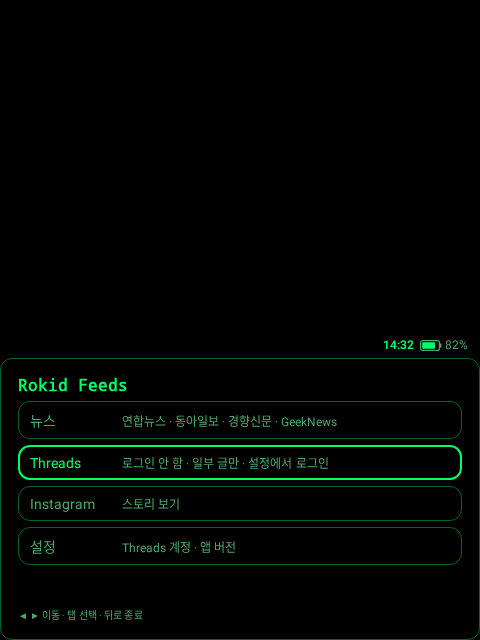 14:32 82%
Rokid Feeds
뉴스 연합뉴스 · 동아일보 · 경향신문 · GeekNews
Threads 로그인 안 함 · 일부 글만 · 설정에서 로그인
Instagram 스토리 보기
설정 Threads 계정 · 앱 버전
◄ ► 이동 · 탭 선택 · 뒤로 종료